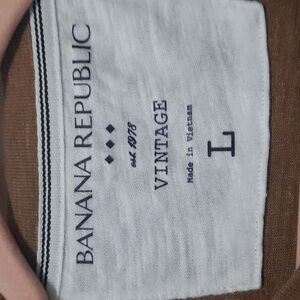 BANANA REPUBLIC
est. 1978
VINTAGE
Made in Vietnam
L